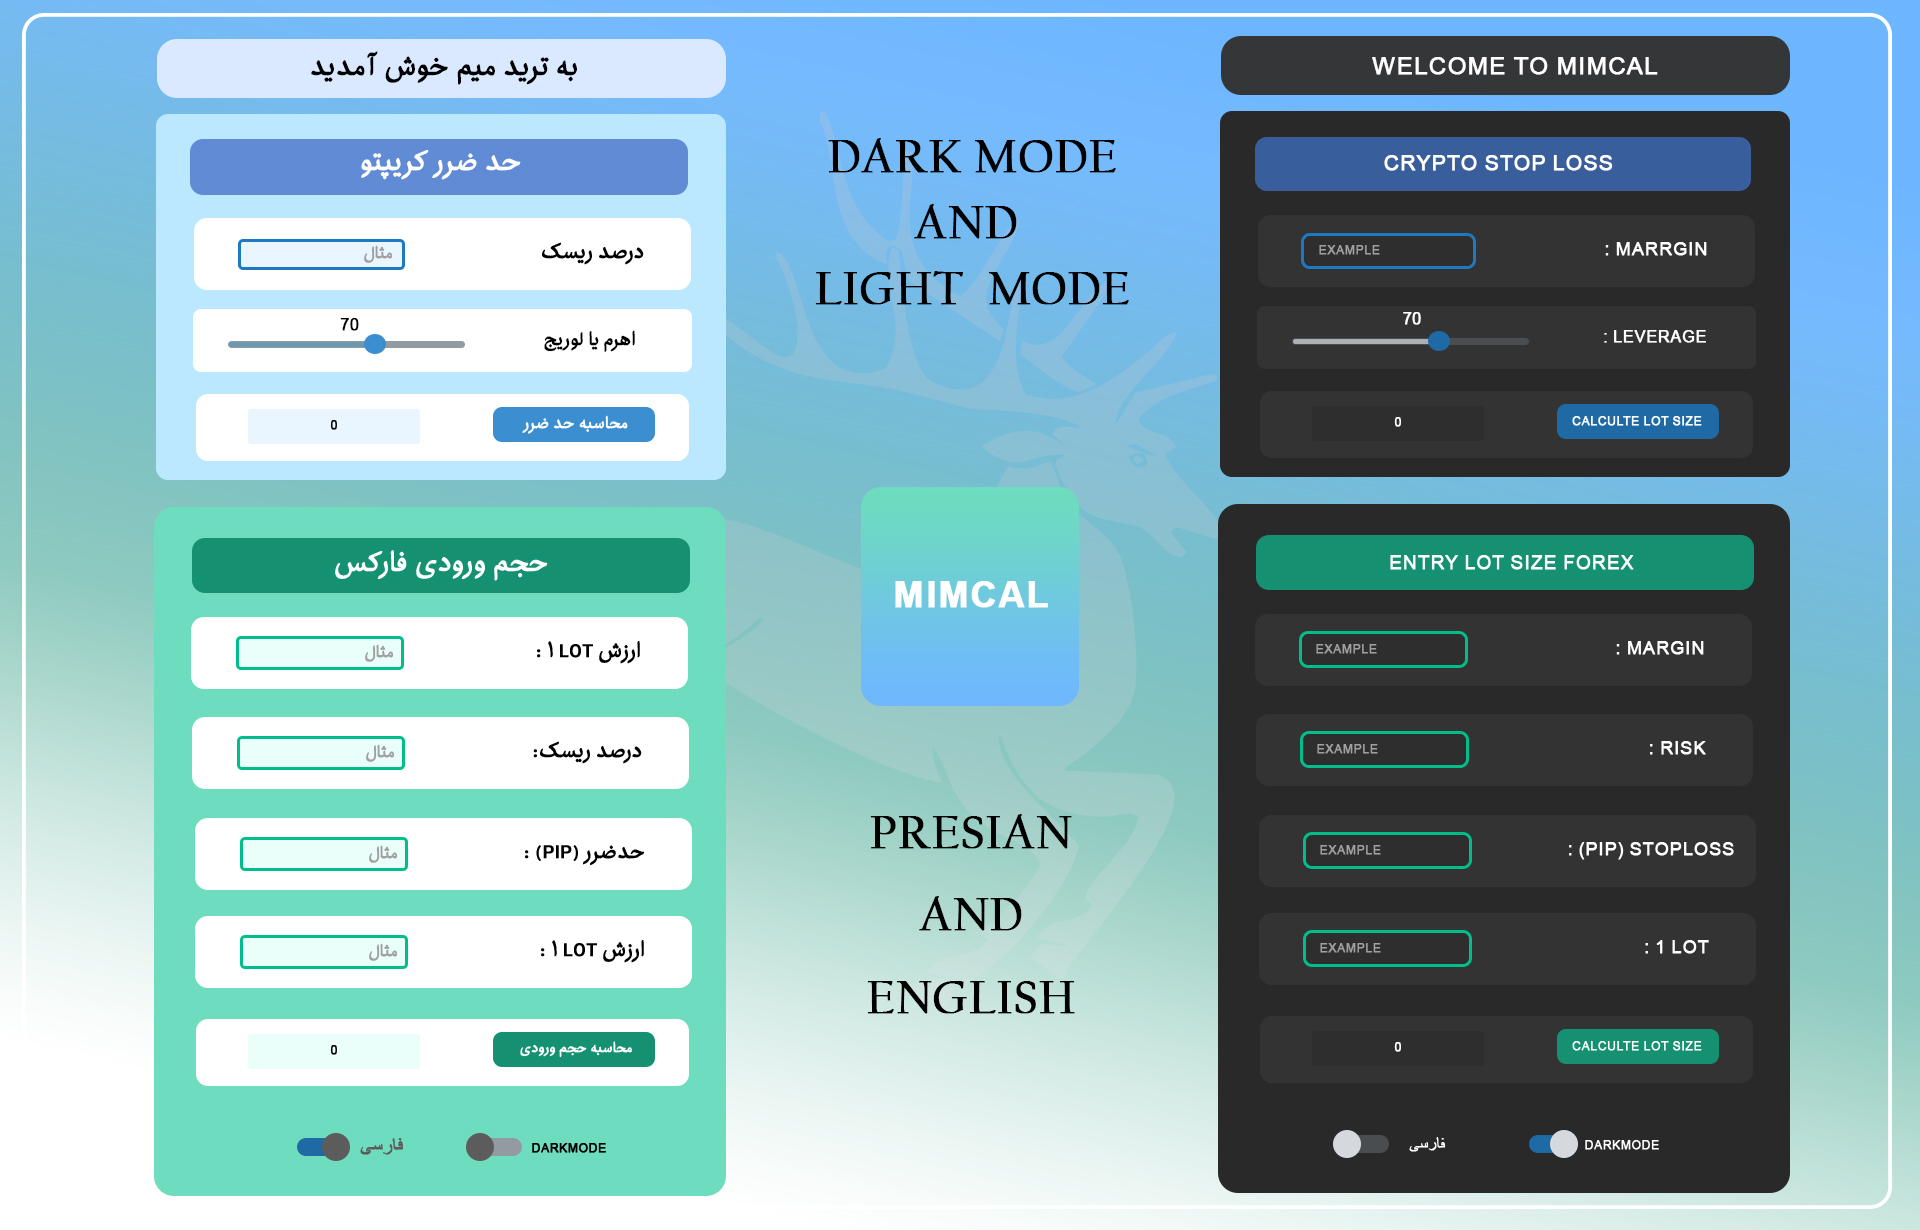 به ترید میم خوش آمدید
حد ضرر کریپتو
درصد ریسک
مثال
اهرم یا لوریج
70
محاسبه حد ضرر
0
حجم ورودی فارکس
ارزش ۱ LOT :
مثال
درصد ریسک:
مثال
حدضرر (PIP) :
مثال
ارزش ۱ LOT :
مثال
محاسبه حجم ورودی
0
فارسی
DARKMODE
DARK MODE
AND
LIGHT MODE
MIMCAL
PRESIAN
AND
ENGLISH
WELCOME TO MIMCAL
CRYPTO STOP LOSS
EXAMPLE
: MARRGIN
70
: LEVERAGE
0
CALCULTE LOT SIZE
ENTRY LOT SIZE FOREX
EXAMPLE
: MARGIN
EXAMPLE
: RISK
EXAMPLE
: (PIP) STOPLOSS
EXAMPLE
: 1 LOT
0
CALCULTE LOT SIZE
فارسی
DARKMODE